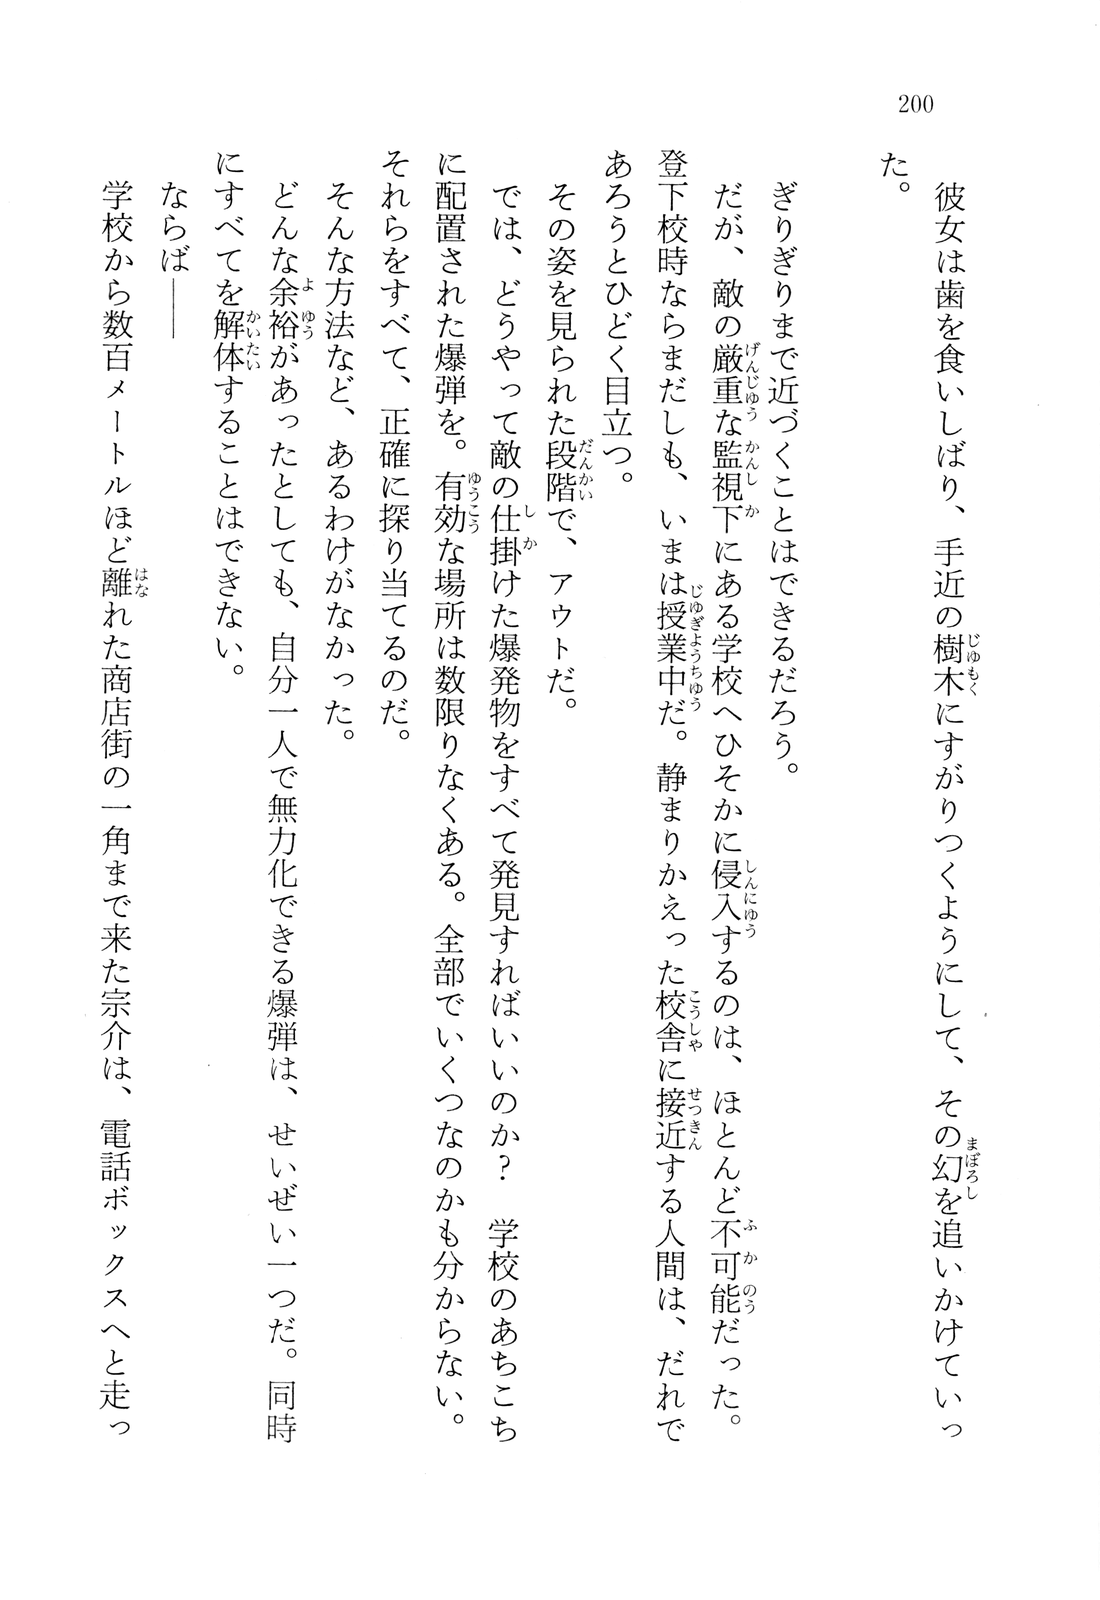 200
彼女は歯を食いしばり、手近の樹木にすがりつくようにして、その幻を追いかけていっ
た。
ぎりぎりまで近づくことはできるだろう。
だが、敵の厳重な監視下にある学校へひそかに侵入するのは、ほとんど不可能だった。
登下校時ならまだしも、いまは授業中だ。静まりかえった校舎に接近する人間は、だれで
あろうとひどく目立つ。
その姿を見られた段階で、アウトだ。
では、どうやって敵の仕掛けた爆発物をすべて発見すればいいのか？　学校のあちこち
に配置された爆弾を。有効な場所は数限りなくある。全部でいくつなのかも分からない。
それらをすべて、正確に探り当てるのだ。
そんな方法など、あるわけがなかった。
どんな余裕があったとしても、自分一人で無力化できる爆弾は、せいぜい一つだ。同時
にすべてを解体することはできない。
ならば――
学校から数百メートルほど離れた商店街の一角まで来た宗介は、電話ボックスへと走っ